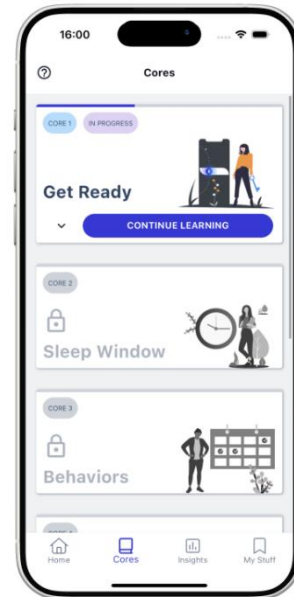 16:00
Cores
CORE 1 IN PROGRESS
Get Ready
CONTINUE LEARNING
CORE 2
Sleep Window
CORE 3
Behaviors
Home Cores Insights My Stuff